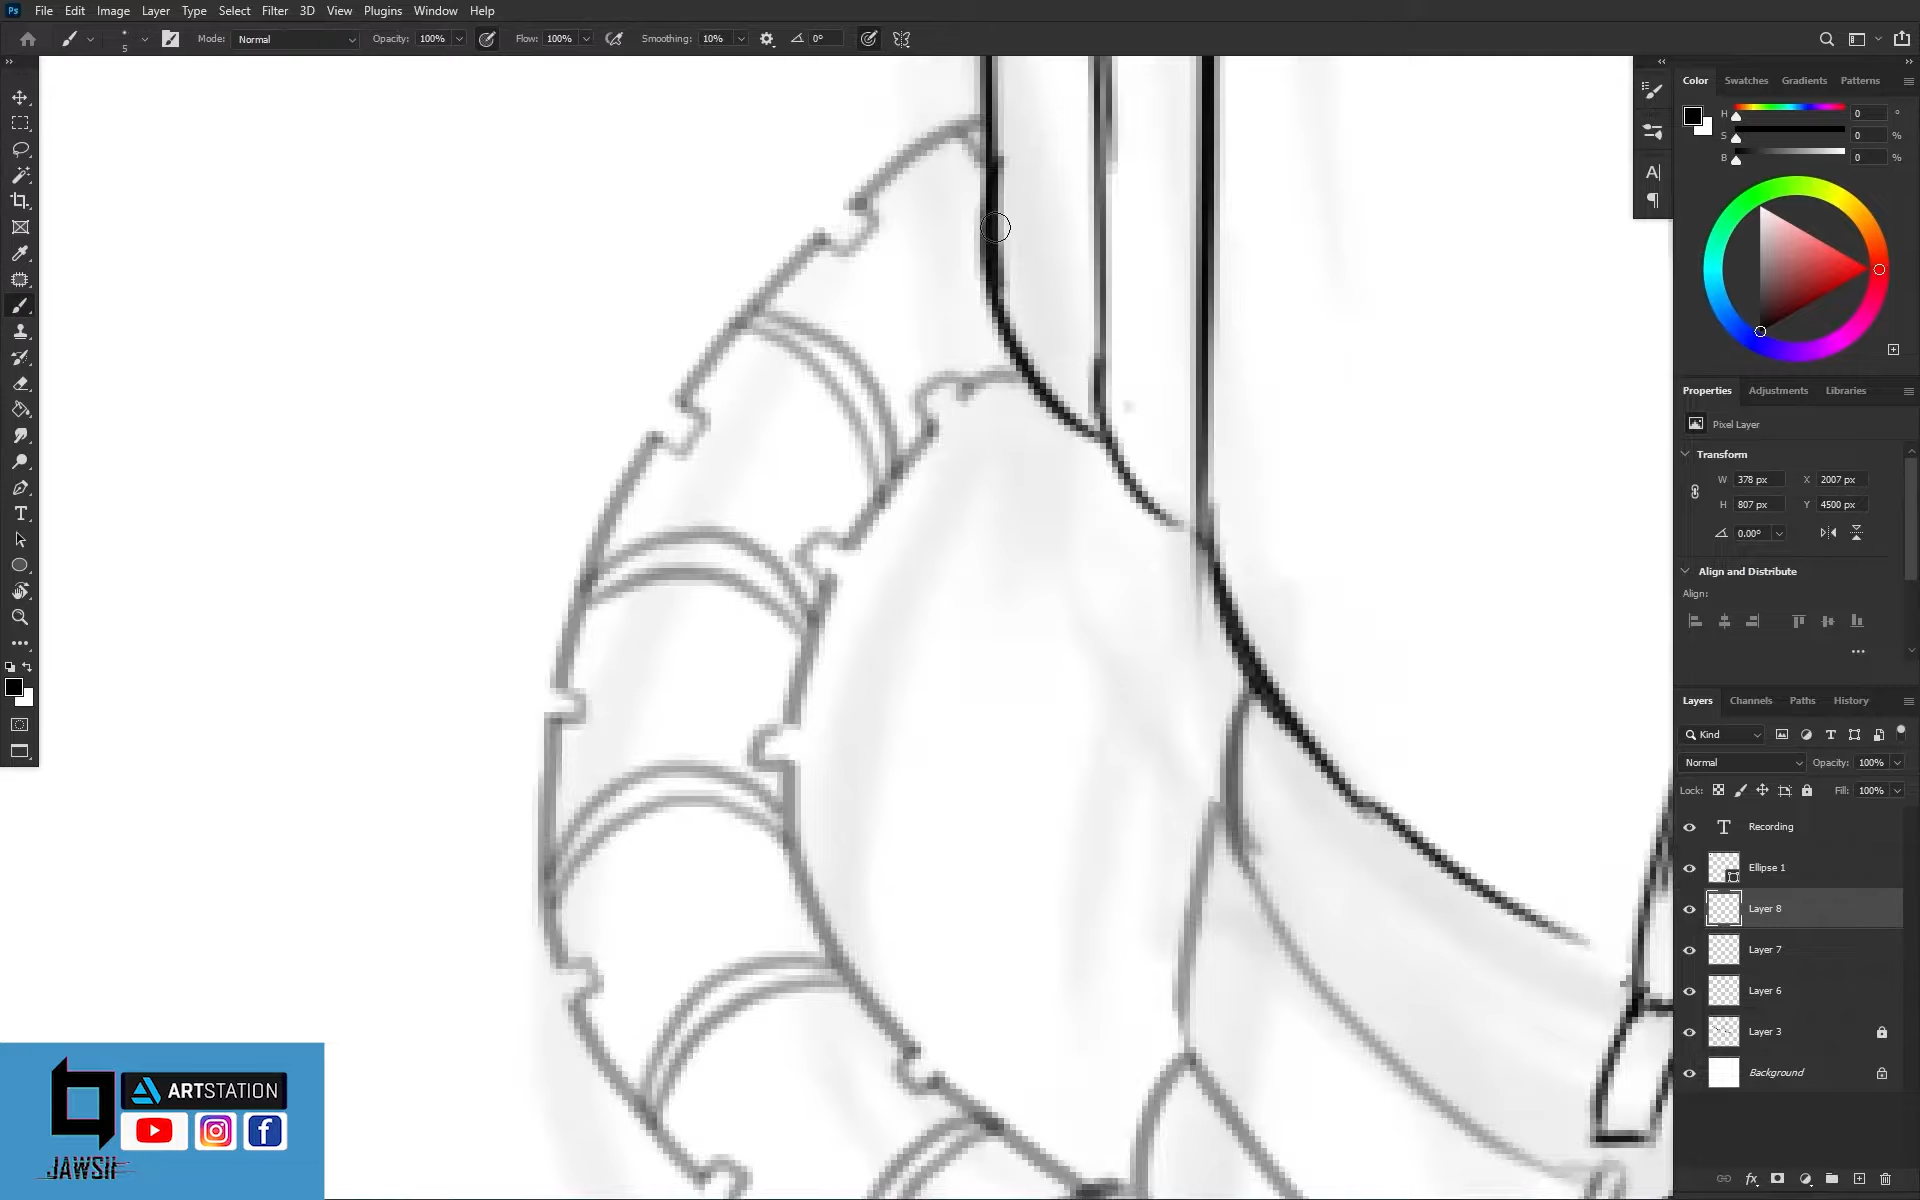 Ps File Edit Image Layer Type Select Filter 3D View Plugins Window Help
5 Mode: Normal Opacity: 100% Flow: 100% Smoothing: 10% 0°
Color Swatches Gradients Patterns
H 0 °
S 0 %
B 0 %
Properties Adjustments Libraries
Pixel Layer
Transform
W 378 px X 2007 px
H 807 px Y 4500 px
0.00°
Align and Distribute
Align:
Layers Channels Paths History
Kind
Normal Opacity: 100%
Lock: Fill: 100%
Recording
Ellipse 1
Layer 8
Layer 7
Layer 6
Layer 3
Background
fx
ARTSTATION
JAWSII